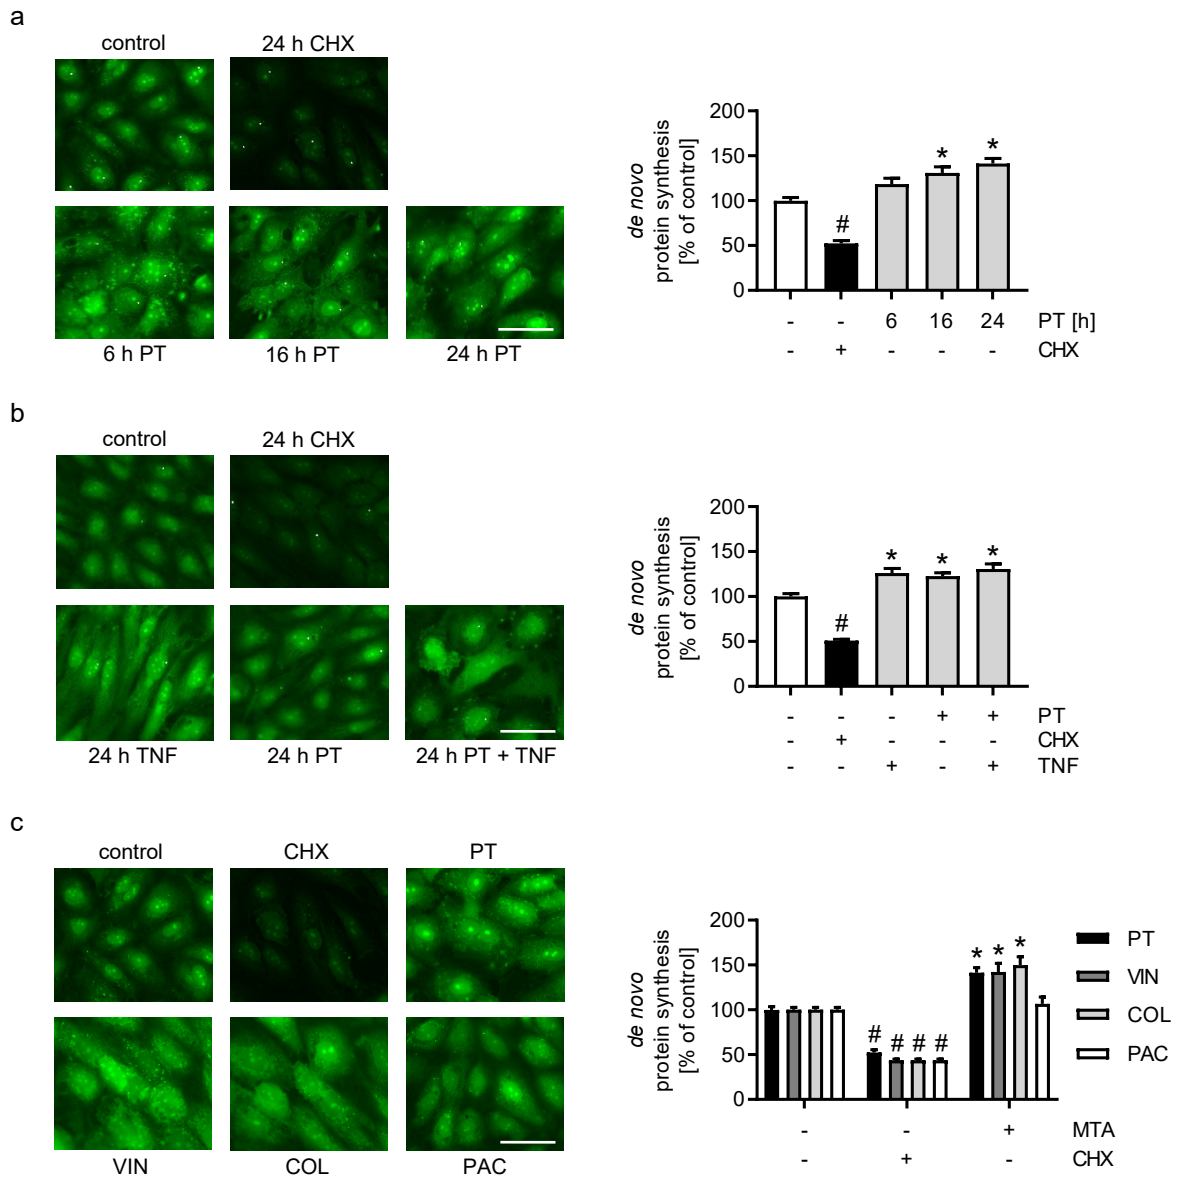 a
control 24 h CHX
6 h PT 16 h PT 24 h PT
de novo
protein synthesis
[% of control]
200
150
100
50
0
# * *
- - 6 16 24 PT [h]
- + - - - CHX
b
control 24 h CHX
24 h TNF 24 h PT 24 h PT + TNF
de novo
protein synthesis
[% of control]
200
150
100
50
0
# * * *
- - - + + PT
- + - - - CHX
- - + - + TNF
c
control CHX PT
VIN COL PAC
de novo
protein synthesis
[% of control]
200
150
100
50
0
# # # # * * *
PT
VIN
COL
PAC
- - + MTA
- + - CHX